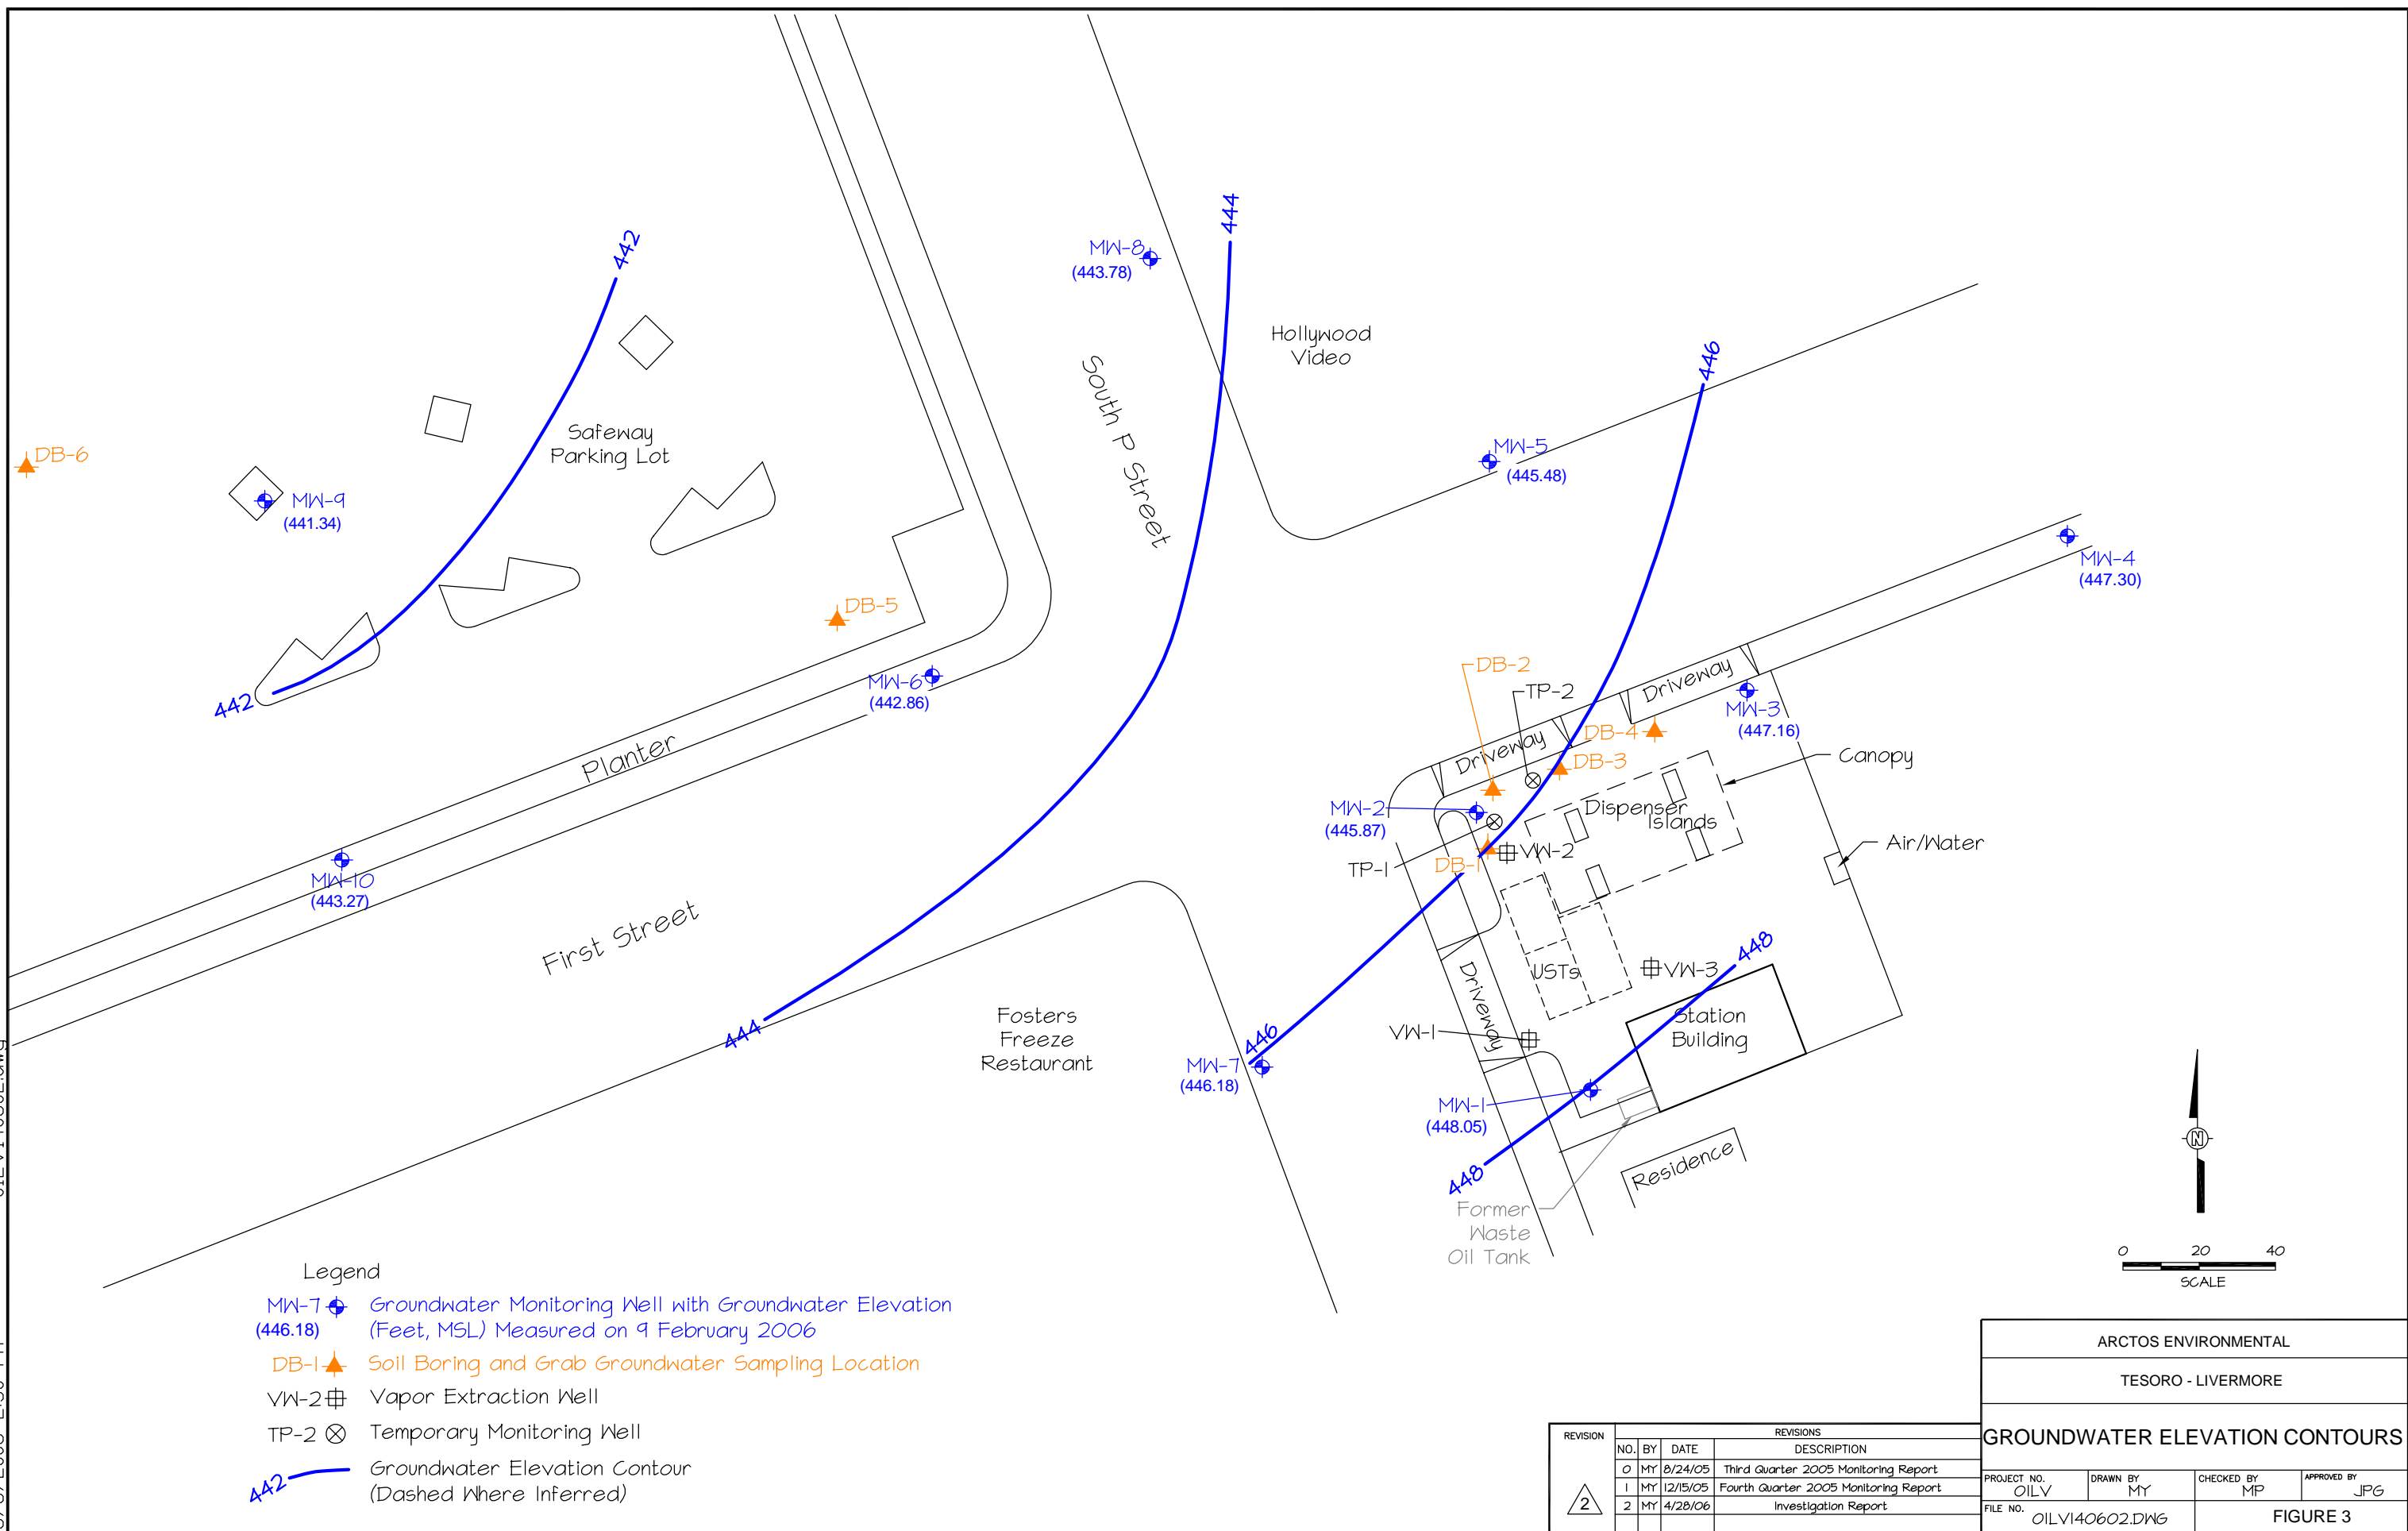 442
444
MW-8
(443.78)
Hollywood
Video
446
South P Street
Safeway
Parking Lot
MW-5
(445.48)
DB-6
MW-9
(441.34)
MW-4
(447.30)
DB-5
DB-2
TP-2
Driveway
MW-6
(442.86)
442
MW-3
(447.16)
DB-4
Driveway
Planter
DB-3
Canopy
MW-2
(445.87)
Dispenser
Islands
Air/Water
VW-2
DB-1
TP-1
MW-10
(443.27)
First Street
448
VW-3
USTs
Driveway
Fosters
Freeze
Restaurant
Station
Building
VW-1
444
446
MW-7
(446.18)
MW-1
(448.05)
448
Residence
Former
Waste
Oil Tank
N
0 20 40
SCALE
Legend
MW-7 Groundwater Monitoring Well with Groundwater Elevation
(446.18) (Feet, MSL) Measured on 9 February 2006
DB-1 Soil Boring and Grab Groundwater Sampling Location
VW-2 Vapor Extraction Well
TP-2 Temporary Monitoring Well
442 Groundwater Elevation Contour
(Dashed Where Inferred)
ARCTOS ENVIRONMENTAL
TESORO - LIVERMORE
GROUNDWATER ELEVATION CONTOURS
PROJECT NO. DRAWN BY CHECKED BY APPROVED BY
01LV MY MP JPG
FILE NO. 01LV140602.DWG FIGURE 3
REVISION REVISIONS
NO. BY DATE DESCRIPTION
0 MY 8/24/05 Third Quarter 2005 Monitoring Report
1 MY 12/15/05 Fourth Quarter 2005 Monitoring Report
2 MY 4/28/06 Investigation Report
2